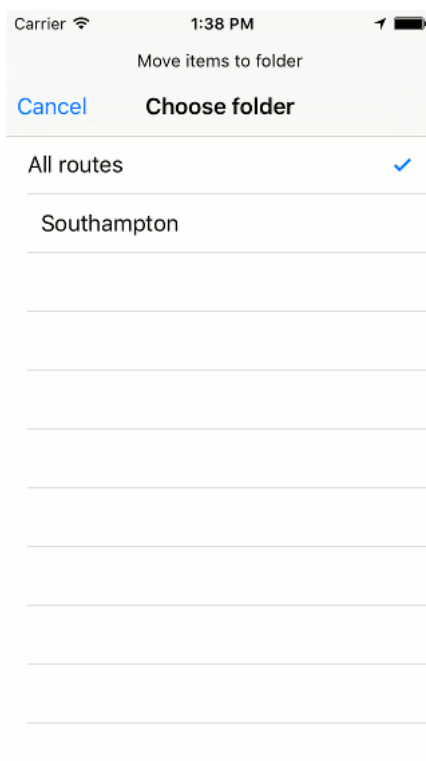 Carrier 1:38 PM
Move items to folder
Cancel Choose folder
All routes
Southampton